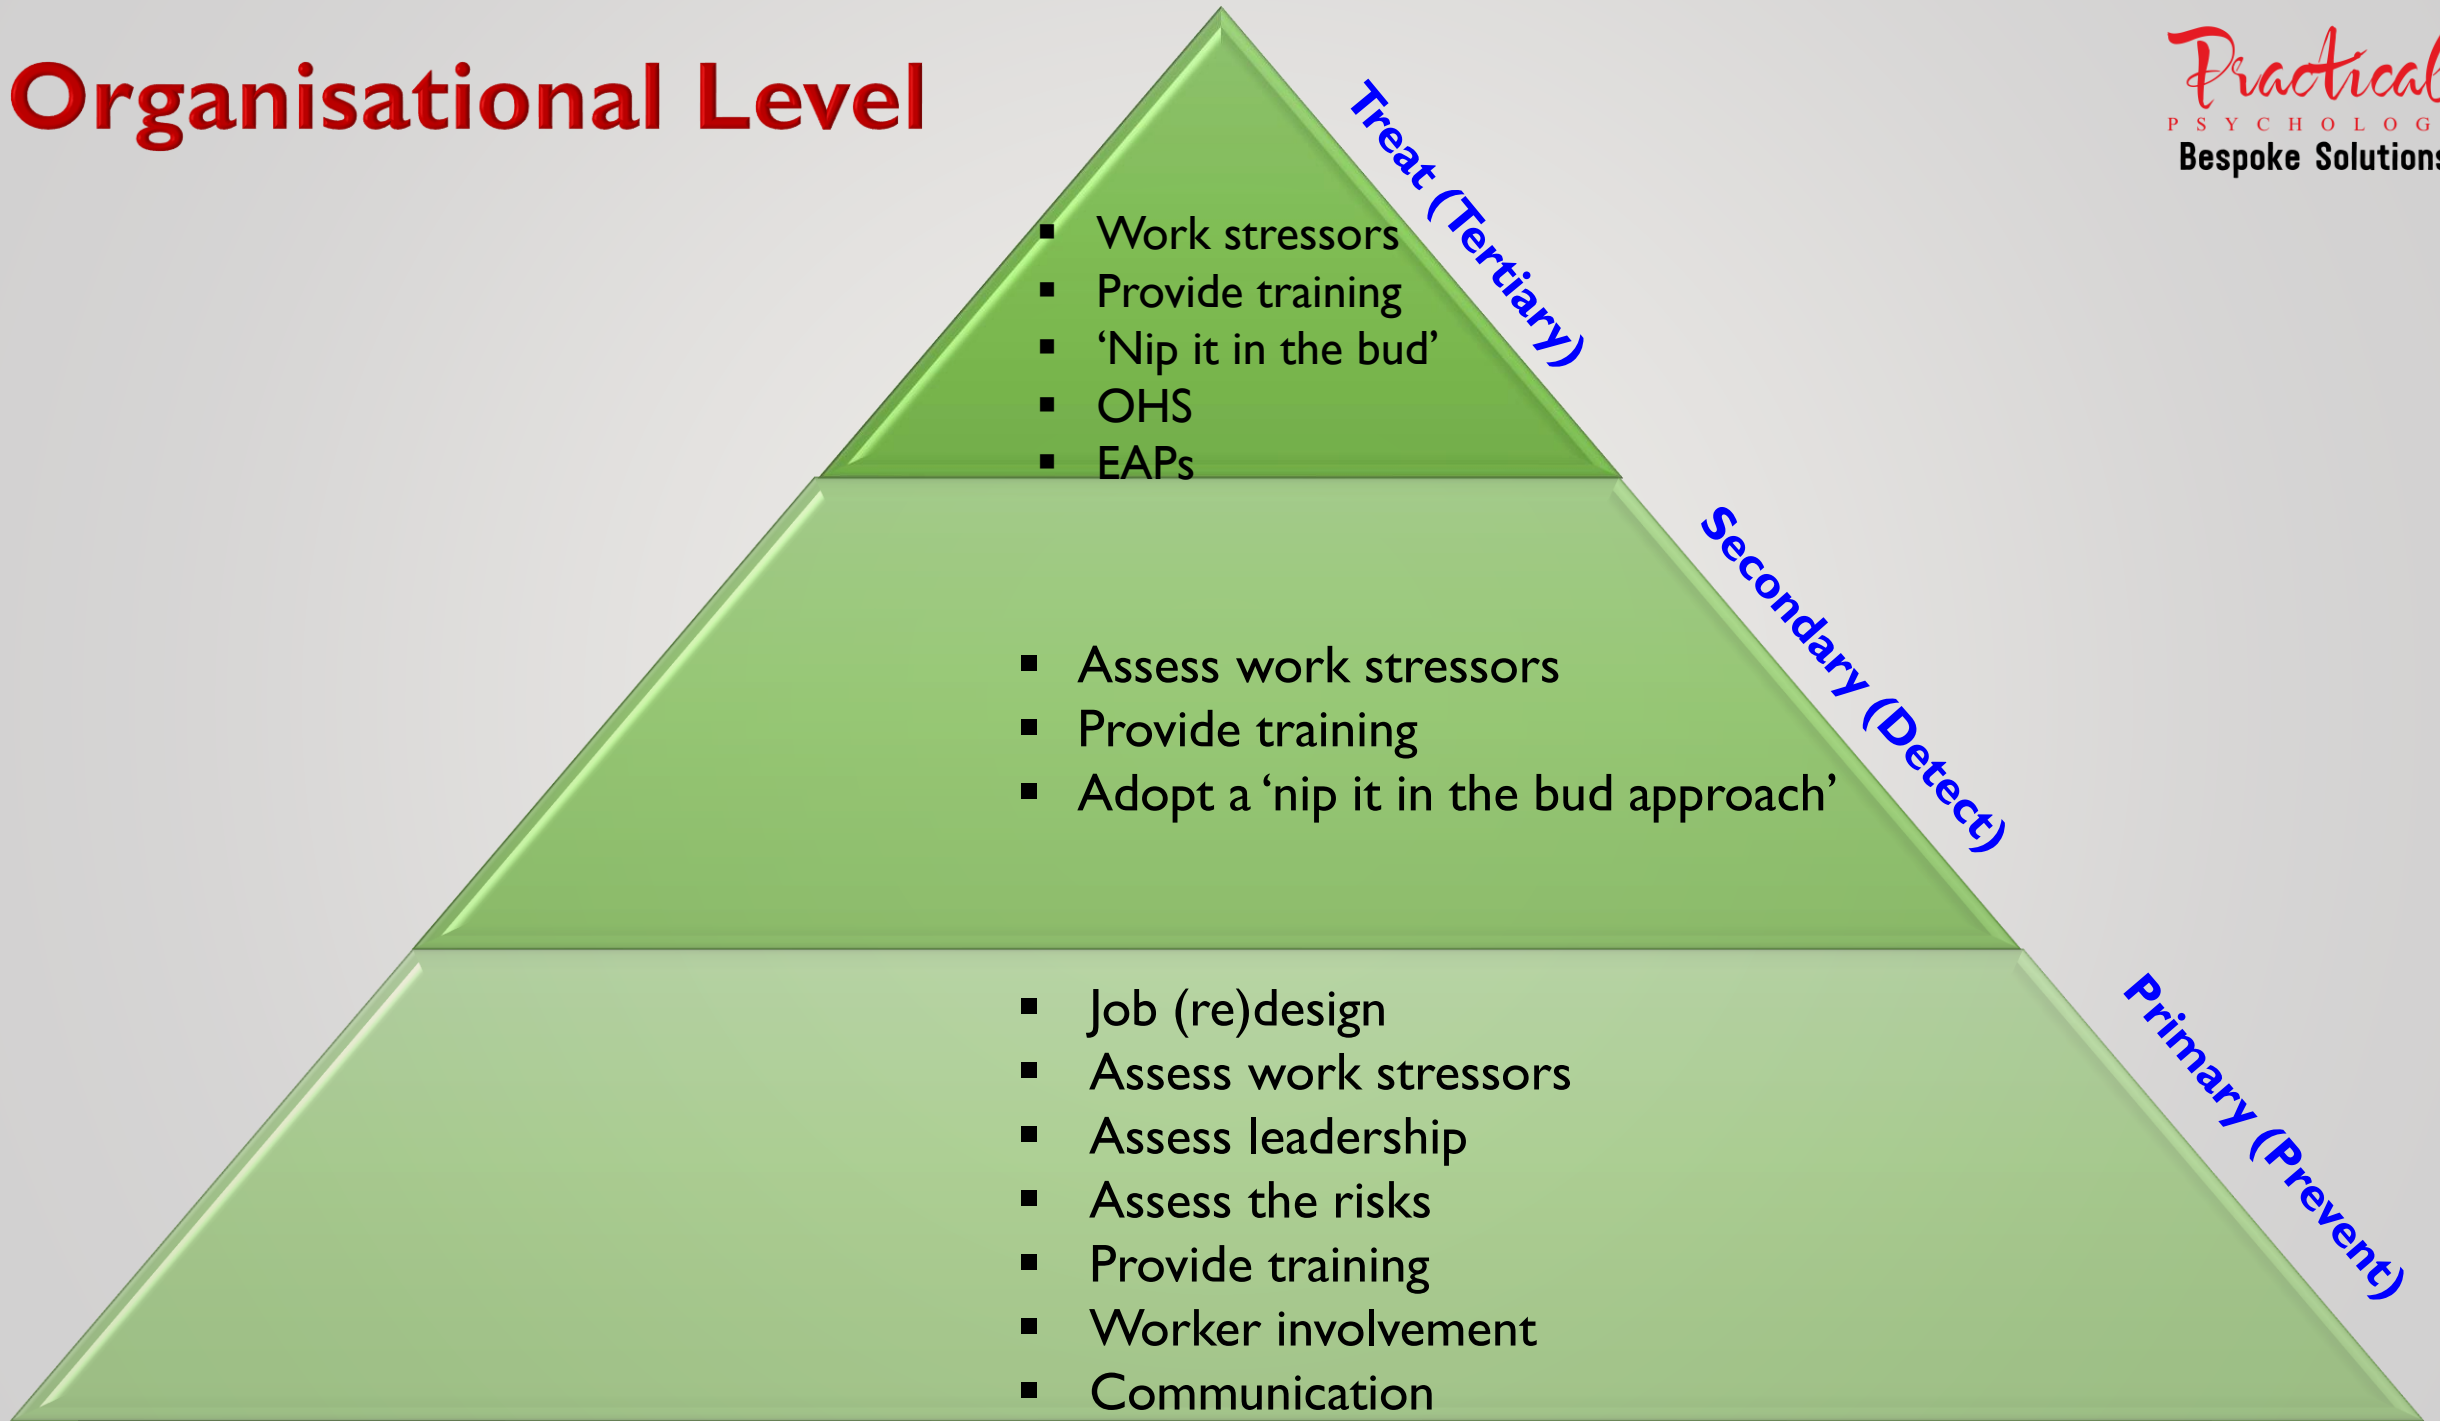 Organisational Level
Practical
PSYCHOLOG
Bespoke Solutions
Treat (Tertiary)
▪ Work stressors
▪ Provide training
▪ ‘Nip it in the bud’
▪ OHS
▪ EAPs
Secondary (Detect)
▪ Assess work stressors
▪ Provide training
▪ Adopt a ‘nip it in the bud approach’
Primary (Prevent)
▪ Job (re)design
▪ Assess work stressors
▪ Assess leadership
▪ Assess the risks
▪ Provide training
▪ Worker involvement
▪ Communication